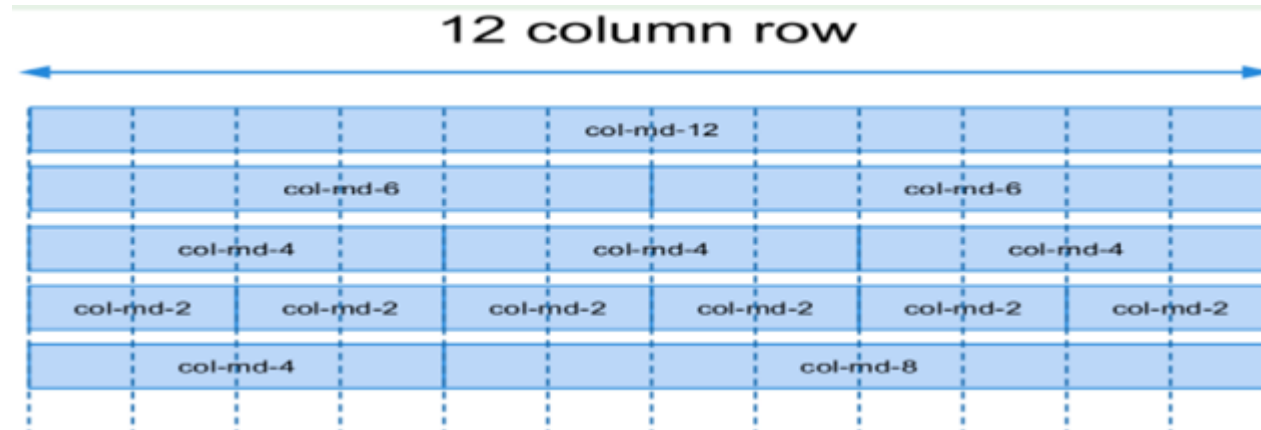 12 column row
col-md-12
col-md-6 col-md-6
col-md-4 col-md-4 col-md-4
col-md-2 col-md-2 col-md-2 col-md-2 col-md-2 col-md-2
col-md-4 col-md-8